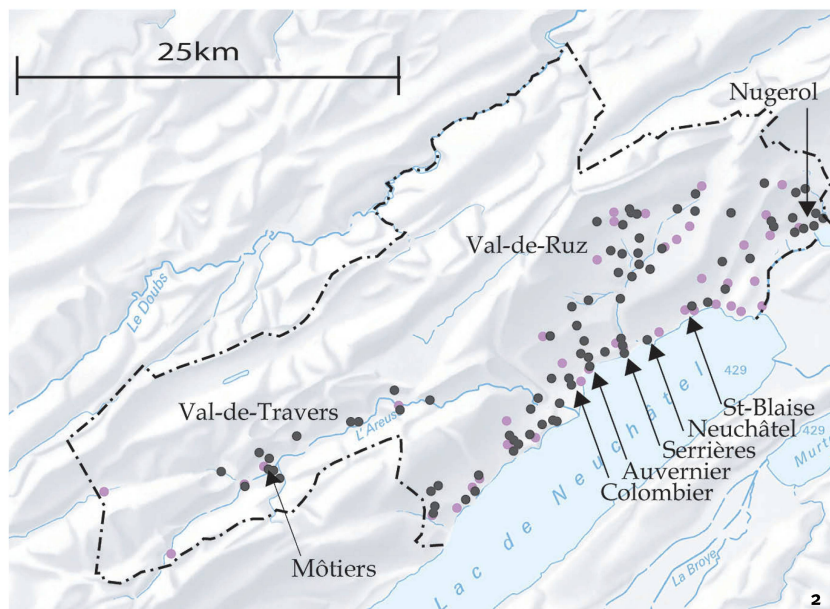 25km
Nugerol
Val-de-Ruz
Le Doubs
429
Val-de-Travers
L'Areus
St-Blaise
Neuchâtel
429
Serrières
Auvernier
Colombier
Murt
Lac de Neuchâtel
Môtiers
La Broye
2